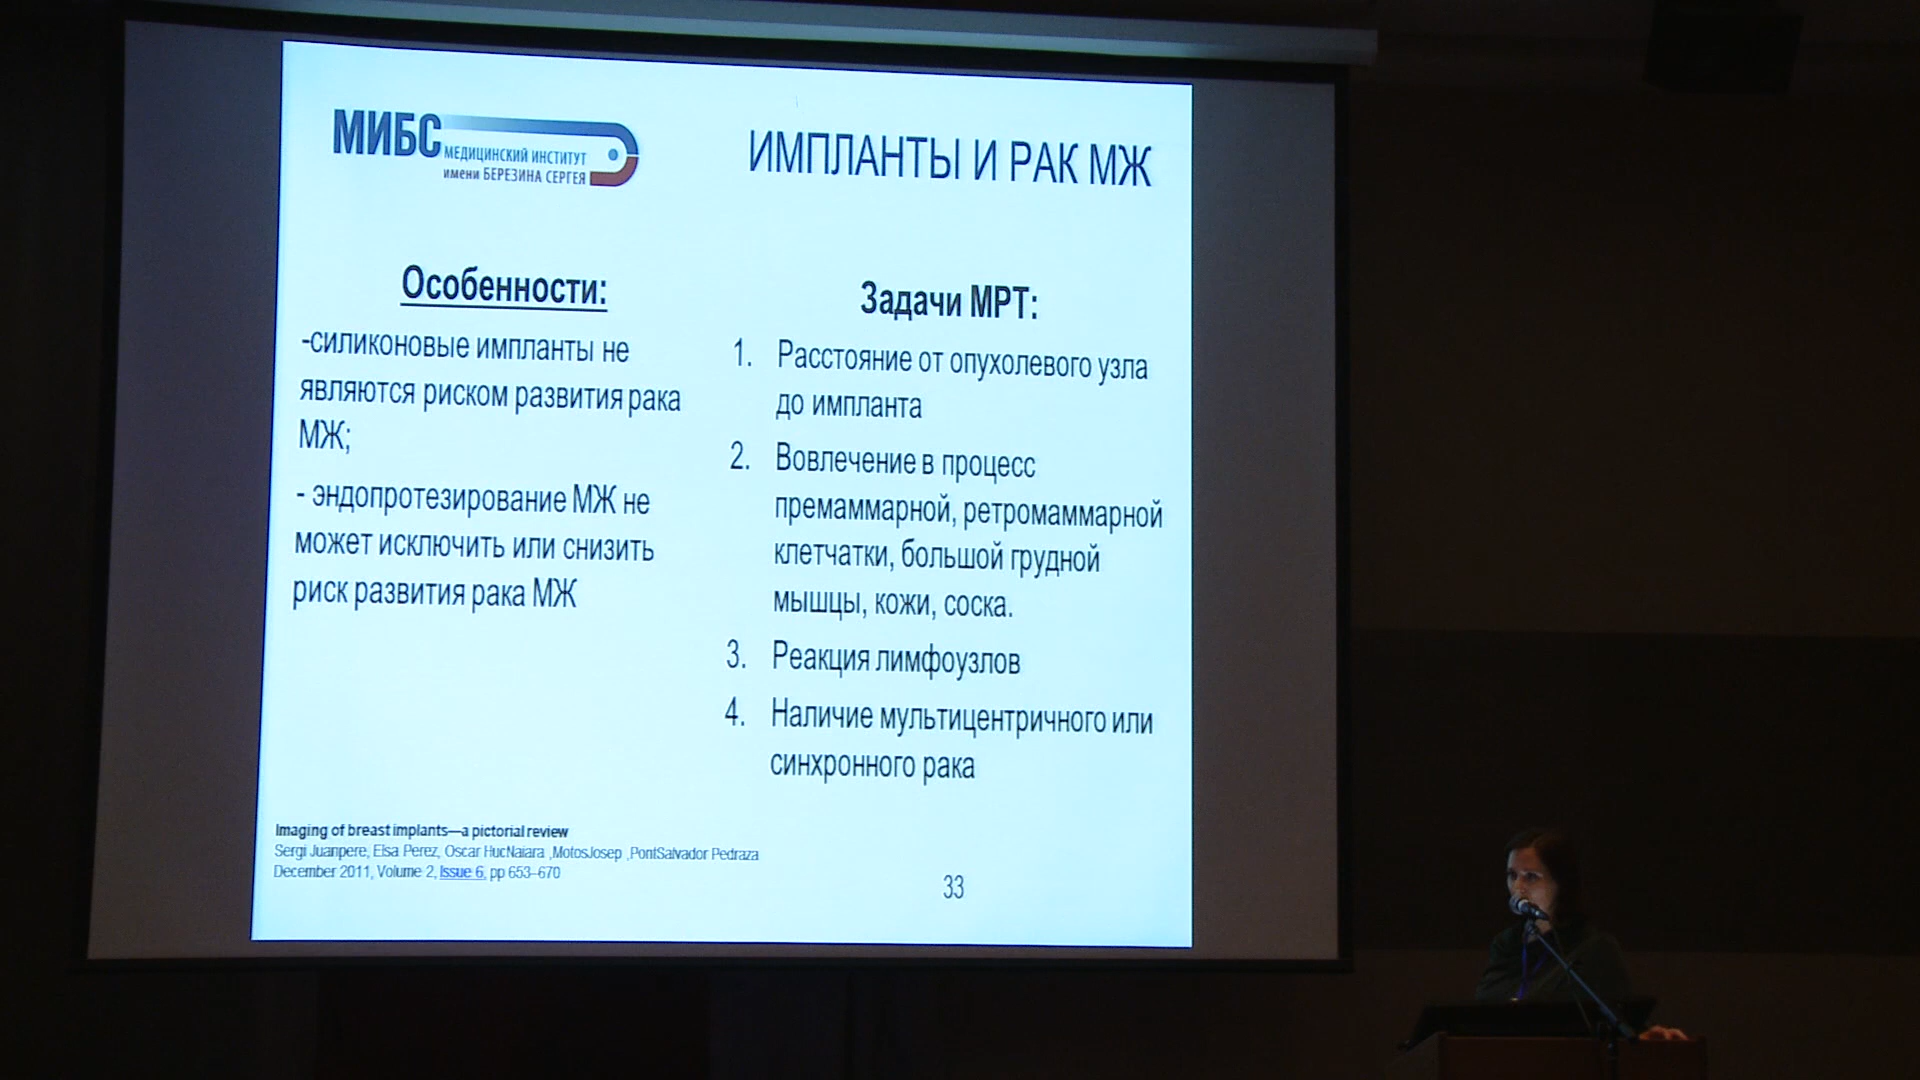 МИБС
МЕДИЦИНСКИЙ ИНСТИТУТ
имени БЕРЕЗИНА СЕРГЕЯ
ИМПЛАНТЫ И РАК МЖ
Особенности:
-силиконовые импланты не
являются риском развития рака
МЖ;
- эндопротезирование МЖ не
может исключить или снизить
риск развития рака МЖ
Задачи МРТ:
1. Расстояние от опухолевого узла
до импланта
2. Вовлечение в процесс
премаммарной, ретромаммарной
клетчатки, большой грудной
мышцы, кожи, соска.
3. Реакция лимфоузлов
4. Наличие мультицентричного или
синхронного рака
Imaging of breast implants—a pictorial review
Sergi Juanpere, Elsa Perez, Oscar HucNaiara ,MotosJosep ,PontSalvador Pedraza
December 2011, Volume 2, Issue 6, pp 653–670
33